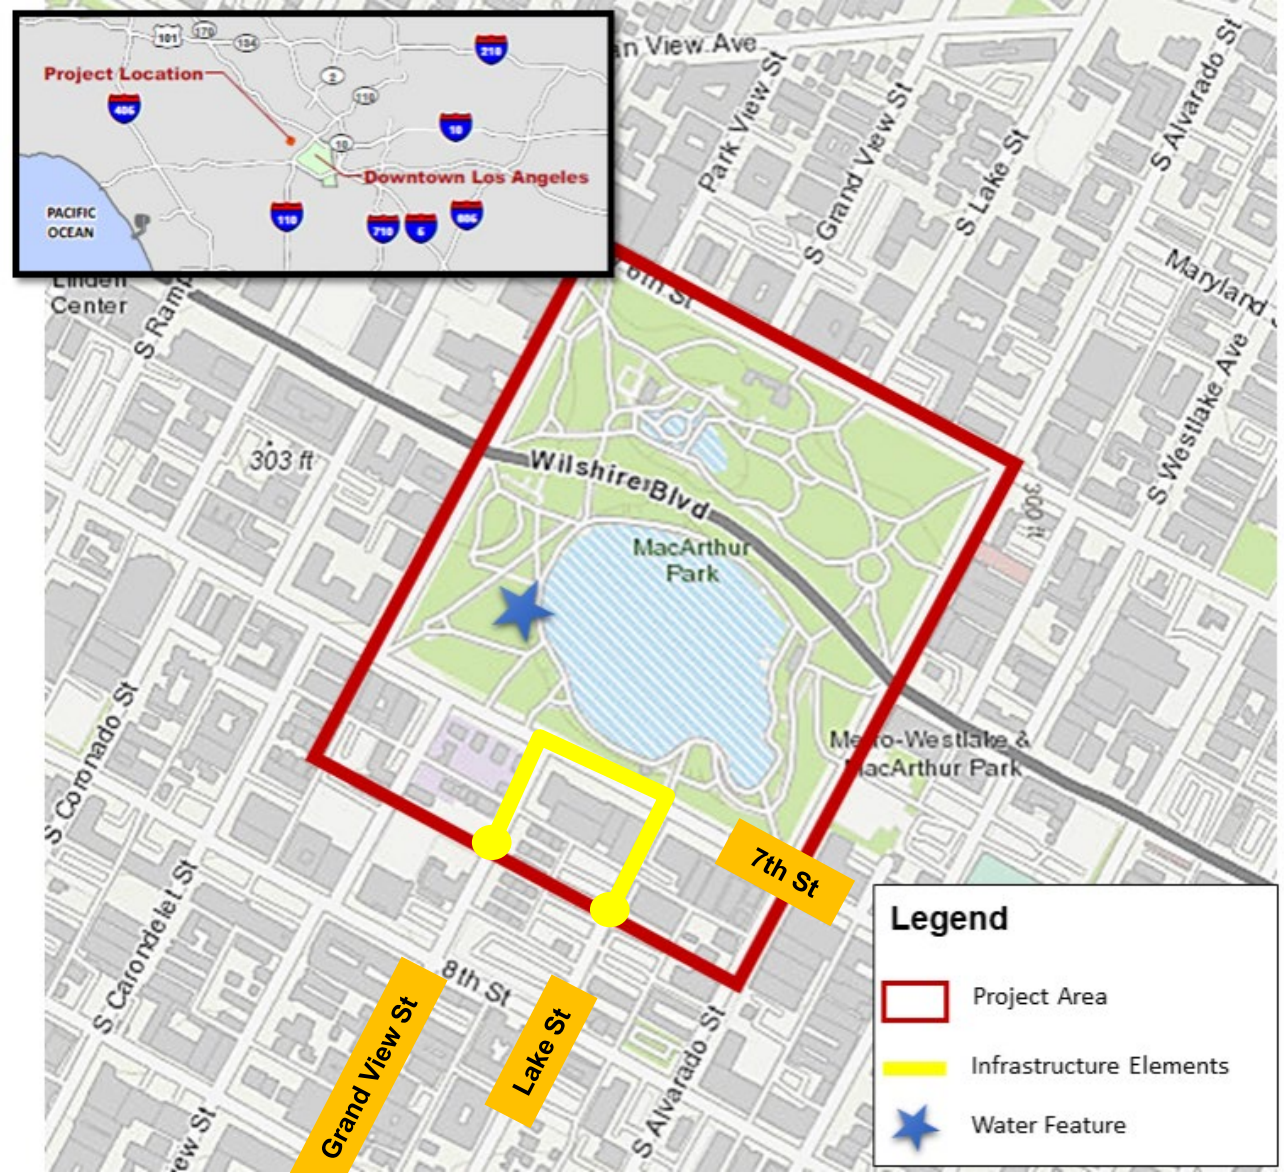 101
170
134
210
Project Location
2
405
110
10
10
Downtown Los Angeles
PACIFIC
OCEAN
110
710
5
605
an View Ave
Park View St
S Grand View St
S Lake St
S Alvarado St
Maryland
S Westlake Ave
Linden
Center
S Ramp
6th St
303 ft
300 ft
Wilshire Blvd
MacArthur
Park
S Coronado St
Metro-Westlake &
MacArthur Park
7th St
S Carondelet St
8th St
Grand View St
Lake St
S Alvarado St
ew St
Legend
Project Area
Infrastructure Elements
Water Feature